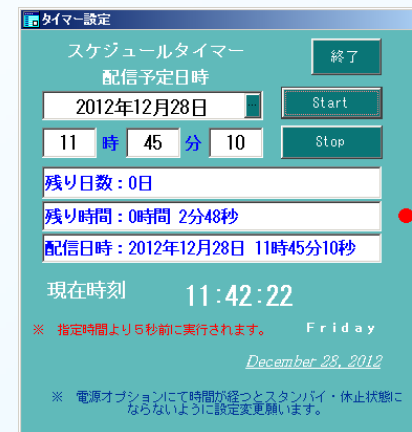 タイマー設定
スケジュールタイマー
配信予定日時
終了
2012年12月28日 ...
Start
11 時 45 分 10
Stop
残り日数：0日
残り時間：0時間 2分48秒
配信日時：2012年12月28日 11時45分10秒
現在時刻 11:42:22
※ 指定時間より５秒前に実行されます。 Friday
December 28, 2012
※ 電源オプションにて時間が経つとスタンバイ・休止状態に
ならないように設定変更願います。